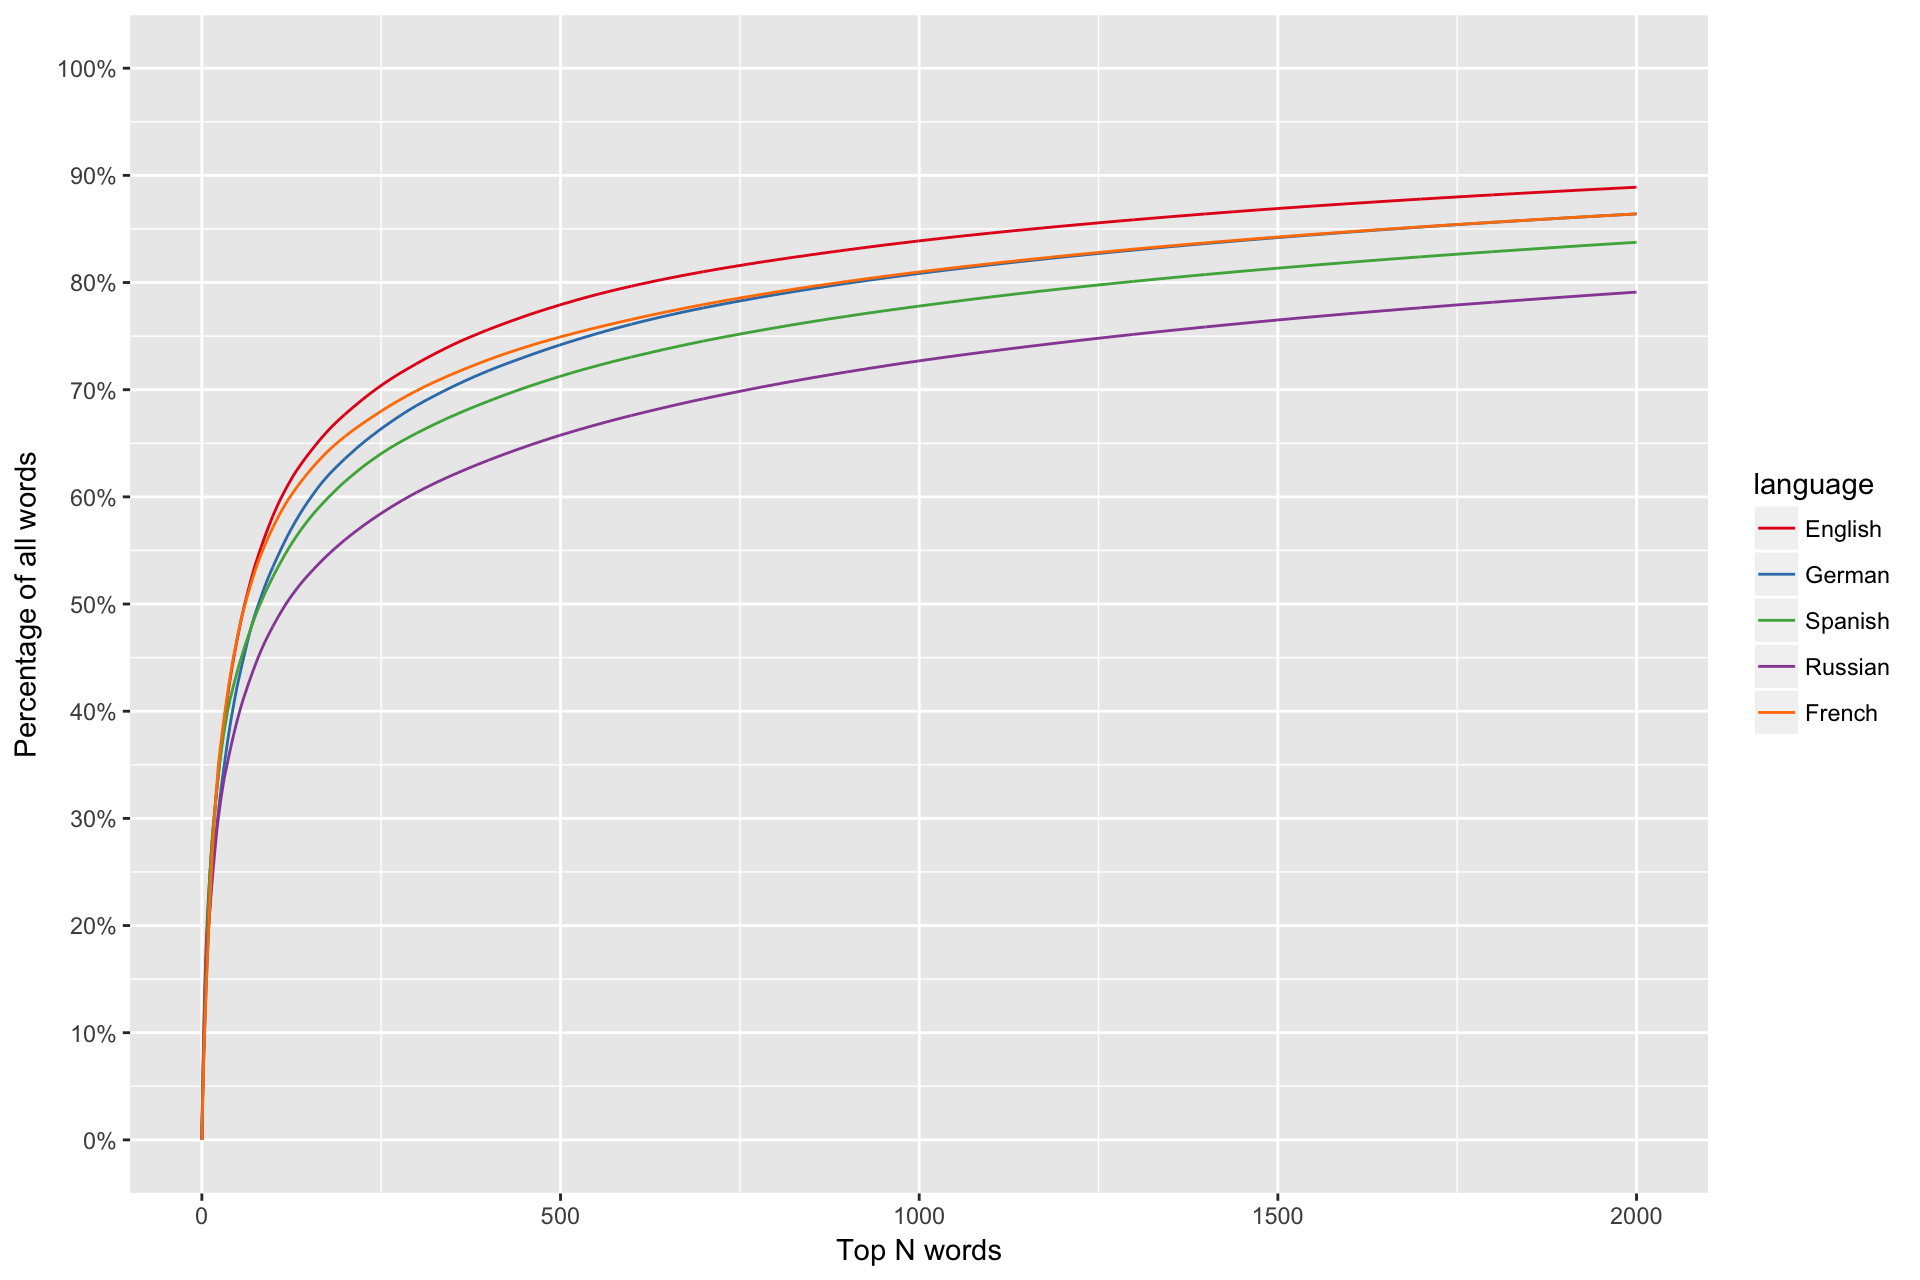 100%
90%
80%
70%
60%
50%
40%
30%
20%
10%
0%
Percentage of all words
0 500 1000 1500 2000
Top N words
language
English
German
Spanish
Russian
French